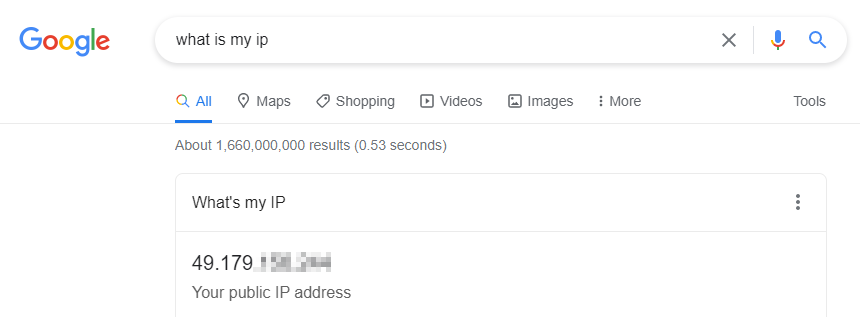 Google
what is my ip
All Maps Shopping Videos Images More Tools
About 1,660,000,000 results (0.53 seconds)
What's my IP
49.179.
Your public IP address